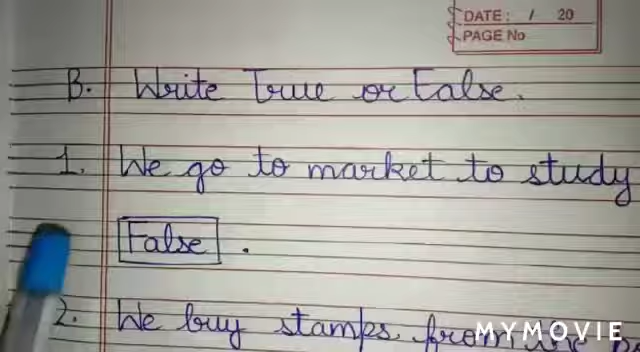 DATE: / 20
PAGE No
B. Write True or False.
1. We go to market to study
False .
2. We buy stamps from
MYMOVIE